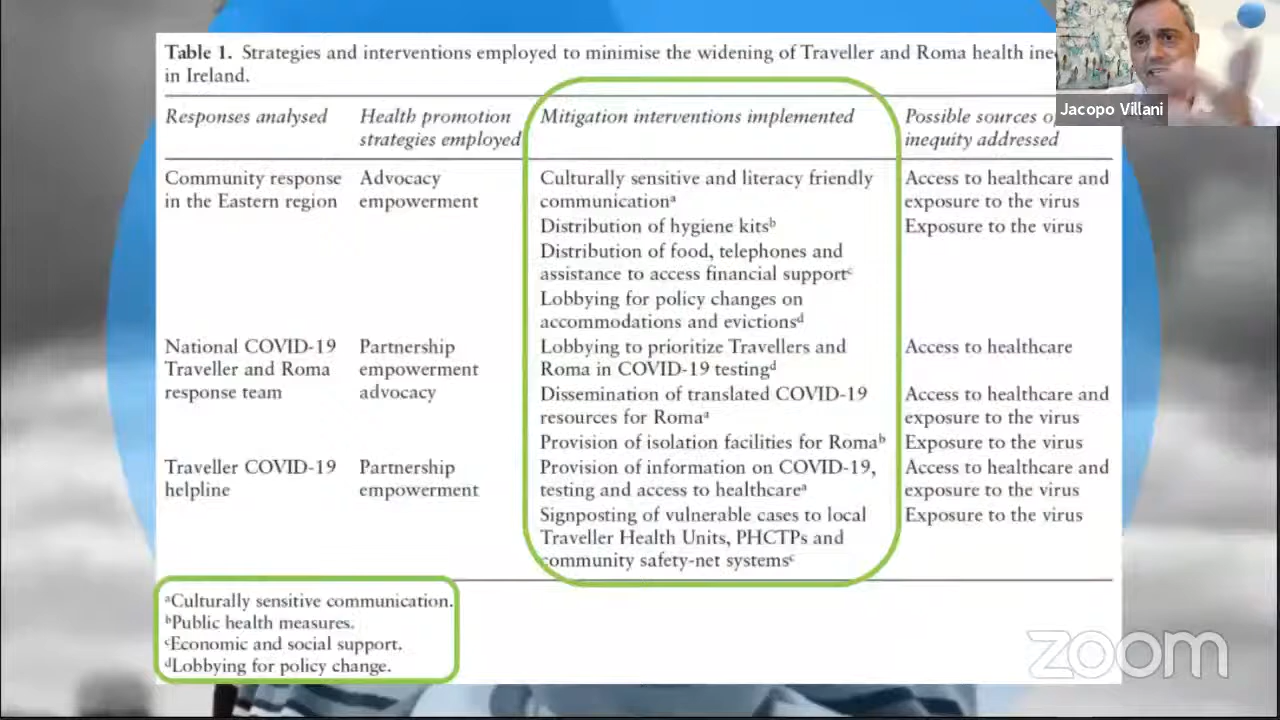 Table 1. Strategies and interventions employed to minimise the widening of Traveller and Roma health
in Ireland.
Jacopo Villani
Responses analysed
Health promotion
strategies employed
Mitigation interventions implemented
Possible sources
inequity addressed
Community response
in the Eastern region
Advocacy
empowerment
Culturally sensitive and literacy friendly
communicationᵃ
Access to healthcare and
exposure to the virus
Distribution of hygiene kitsᵇ
Exposure to the virus
Distribution of food, telephones and
assistance to access financial supportᶜ
Lobbying for policy changes on
accommodations and evictionsᵈ
National COVID-19
Traveller and Roma
response team
Partnership
empowerment
advocacy
Lobbying to prioritize Travellers and
Roma in COVID-19 testingᵈ
Access to healthcare
Dissemination of translated COVID-19
resources for Romaᵃ
Access to healthcare and
exposure to the virus
Provision of isolation facilities for Romaᵇ
Exposure to the virus
Traveller COVID-19
helpline
Partnership
empowerment
Provision of information on COVID-19,
testing and access to healthcareᵃ
Access to healthcare and
exposure to the virus
Signposting of vulnerable cases to local
Traveller Health Units, PHCTPs and
community safety-net systemsᶜ
Exposure to the virus
ᵃCulturally sensitive communication.
ᵇPublic health measures.
ᶜEconomic and social support.
ᵈLobbying for policy change.
zoom